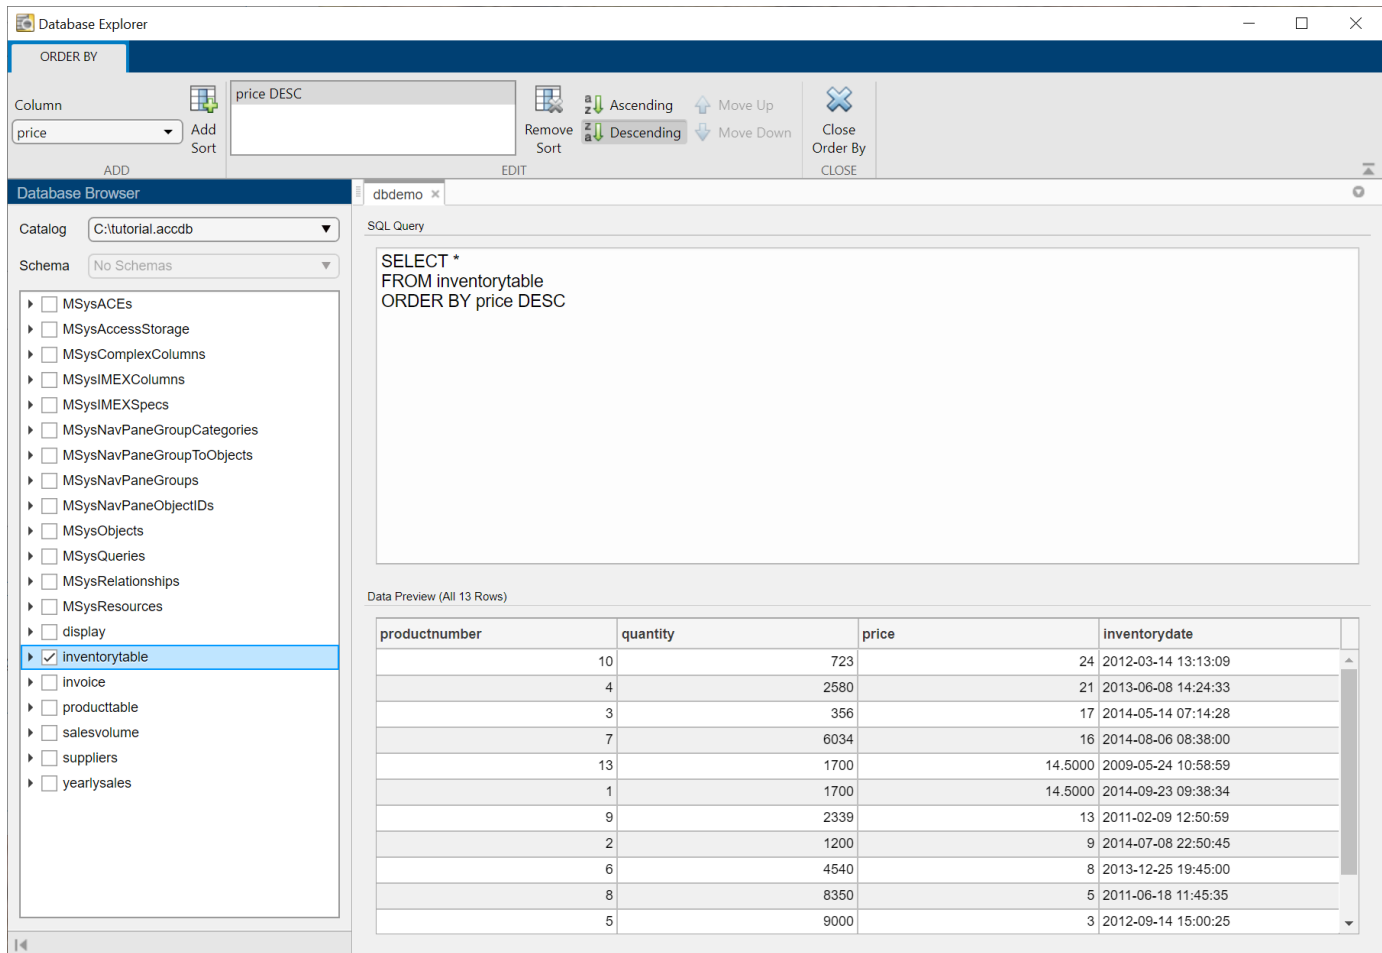 Database Explorer
ORDER BY
Column
price
Add
Sort
ADD
price DESC
Remove
Sort
Ascending
Descending
Move Up
Move Down
EDIT
Close
Order By
CLOSE
Database Browser
Catalog C:\tutorial.accdb
Schema No Schemas
MSysACEs
MSysAccessStorage
MSysComplexColumns
MSysIMEXColumns
MSysIMEXSpecs
MSysNavPaneGroupCategories
MSysNavPaneGroupToObjects
MSysNavPaneGroups
MSysNavPaneObjectIDs
MSysObjects
MSysQueries
MSysRelationships
MSysResources
display
inventorytable
invoice
producttable
salesvolume
suppliers
yearlysales
dbdemo
SQL Query
SELECT *
FROM inventorytable
ORDER BY price DESC
Data Preview (All 13 Rows)
productnumber quantity price inventorydate
10 723 24 2012-03-14 13:13:09
4 2580 21 2013-06-08 14:24:33
3 356 17 2014-05-14 07:14:28
7 6034 16 2014-08-06 08:38:00
13 1700 14.5000 2009-05-24 10:58:59
1 1700 14.5000 2014-09-23 09:38:34
9 2339 13 2011-02-09 12:50:59
2 1200 9 2014-07-08 22:50:45
6 4540 8 2013-12-25 19:45:00
8 8350 5 2011-06-18 11:45:35
5 9000 3 2012-09-14 15:00:25